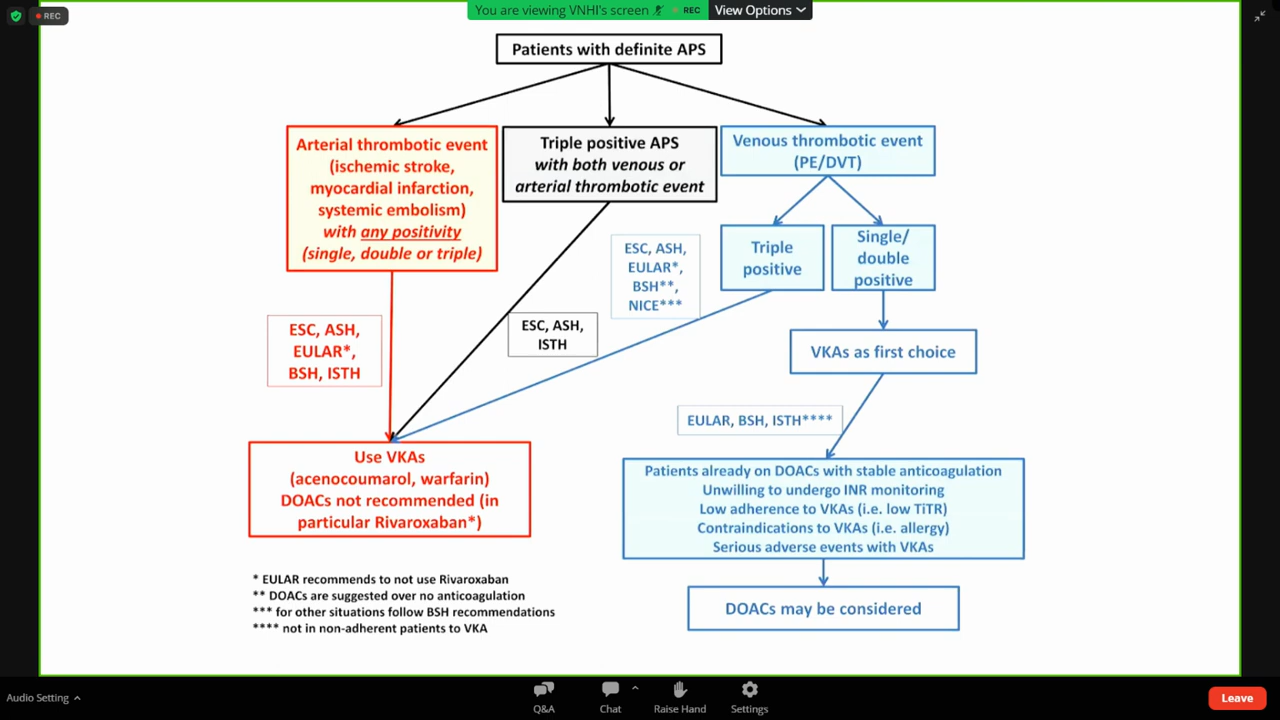 You are viewing VNHI's screen
REC
View Options
REC
Patients with definite APS
Arterial thrombotic event
(ischemic stroke,
myocardial infarction,
systemic embolism)
with any positivity
(single, double or triple)
Triple positive APS
with both venous or
arterial thrombotic event
Venous thrombotic event
(PE/DVT)
Triple
positive
Single/
double
positive
ESC, ASH,
EULAR*,
BSH**,
NICE***
ESC, ASH,
ISTH
ESC, ASH,
EULAR*,
BSH, ISTH
VKAs as first choice
EULAR, BSH, ISTH****
Use VKAs
(acenocoumarol, warfarin)
DOACs not recommended (in
particular Rivaroxaban*)
Patients already on DOACs with stable anticoagulation
Unwilling to undergo INR monitoring
Low adherence to VKAs (i.e. low TiTR)
Contraindications to VKAs (i.e. allergy)
Serious adverse events with VKAs
DOACs may be considered
* EULAR recommends to not use Rivaroxaban
** DOACs are suggested over no anticoagulation
*** for other situations follow BSH recommendations
**** not in non-adherent patients to VKA
Audio Setting
Q&A
Chat
Raise Hand
Settings
Leave